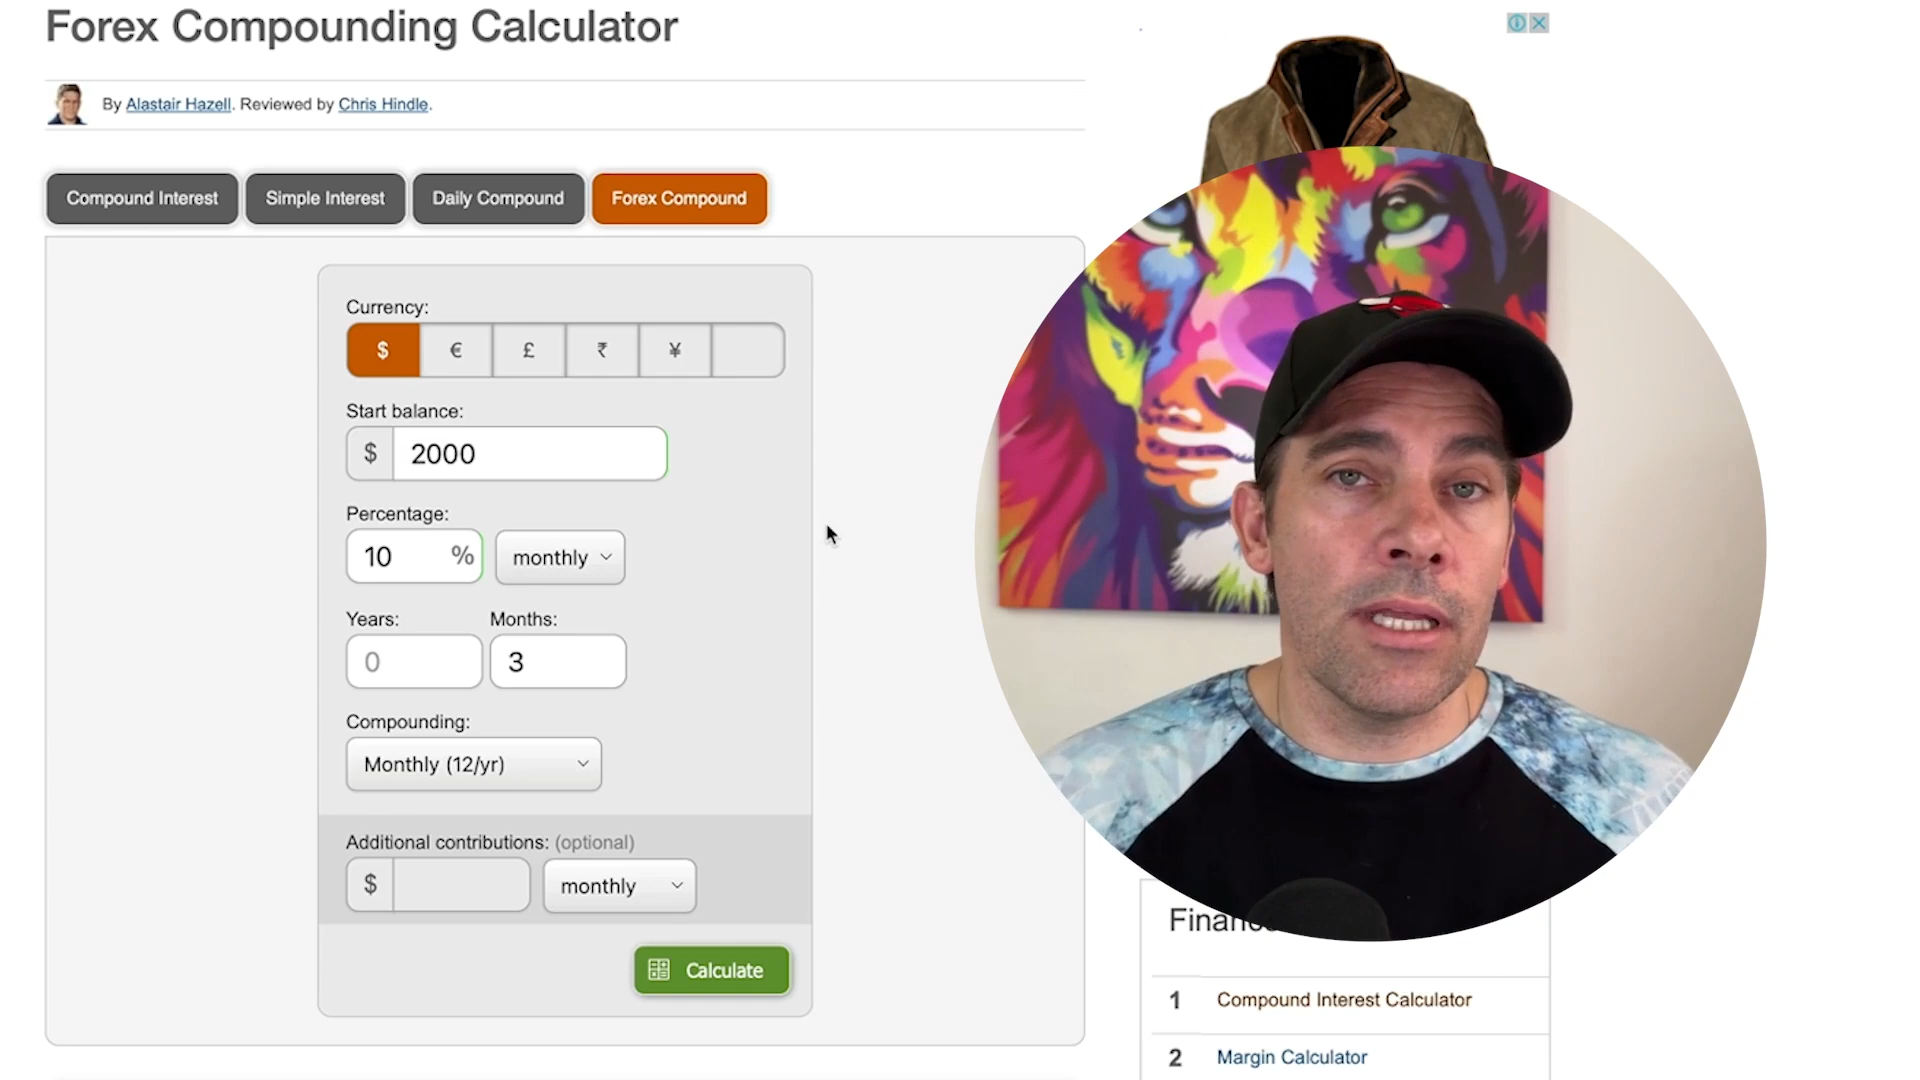 Forex Compounding Calculator
By Alastair Hazell. Reviewed by Chris Hindle.
Compound Interest Simple Interest Daily Compound Forex Compound
Currency:
$ € £ ₹ ¥
Start balance:
$ 2000
Percentage:
10 % monthly
Years: Months:
0 3
Compounding:
Monthly (12/yr)
Additional contributions: (optional)
$ monthly
Calculate
1 Compound Interest Calculator
2 Margin Calculator